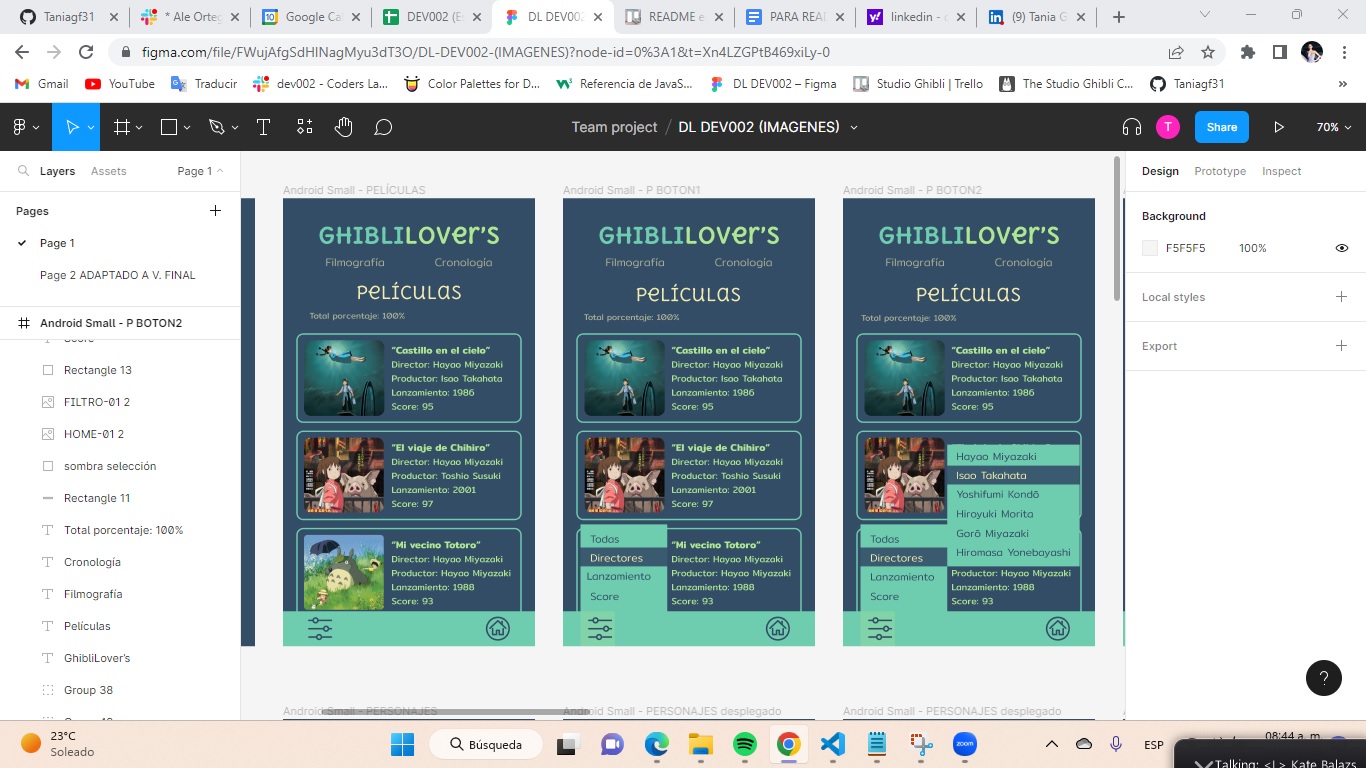 Taniagf31
* Ale Orteg
Google Ca
DEV002 (E
DL DEV002
README e
PARA REA
linkedin -
(9) Tania G
figma.com/file/FWujAfgSdHINagMyu3dT3O/DL-DEV002-(IMAGENES)?node-id=0%3A1&t=Xn4LZGPtB469xiLy-0
Gmail
YouTube
Traducir
dev002 - Coders La...
Color Palettes for D...
Referencia de JavaS...
DL DEV002 – Figma
Studio Ghibli | Trello
The Studio Ghibli C...
Taniagf31
»
Team project / DL DEV002 (IMAGENES)
T
Share
70%
Layers
Assets
Page 1
Pages
Page 1
Page 2 ADAPTADO A V. FINAL
Android Small - P BOTON2
Score
Rectangle 13
FILTRO-01 2
HOME-01 2
sombra selección
Rectangle 11
Total porcentaje: 100%
Cronología
Filmografía
Películas
GhibliLover's
Group 38
Android Small - PELÍCULAS
GHIBLILOVER'S
Filmografía
Cronología
PELÍCULAS
Total porcentaje: 100%
"Castillo en el cielo"
Director: Hayao Miyazaki
Productor: Isao Takahata
Lanzamiento: 1986
Score: 95
"El viaje de Chihiro"
Director: Hayao Miyazaki
Productor: Toshio Susuki
Lanzamiento: 2001
Score: 97
"Mi vecino Totoro"
Director: Hayao Miyazaki
Productor: Hayao Miyazaki
Lanzamiento: 1988
Score: 93
Android Small - P BOTON1
GHIBLILOVER'S
Filmografía
Cronología
PELÍCULAS
Total porcentaje: 100%
"Castillo en el cielo"
Director: Hayao Miyazaki
Productor: Isao Takahata
Lanzamiento: 1986
Score: 95
"El viaje de Chihiro"
Director: Hayao Miyazaki
Productor: Toshio Susuki
Lanzamiento: 2001
Score: 97
Todas
Directores
Lanzamiento
Score
"Mi vecino Totoro"
Director: Hayao Miyazaki
Productor: Hayao Miyazaki
Lanzamiento: 1988
Score: 93
Android Small - P BOTON2
GHIBLILOVER'S
Filmografía
Cronología
PELÍCULAS
Total porcentaje: 100%
"Castillo en el cielo"
Director: Hayao Miyazaki
Productor: Isao Takahata
Lanzamiento: 1986
Score: 95
Hayao Miyazaki
Isao Takahata
Yoshifumi Kondō
Hiroyuki Morita
Gorō Miyazaki
Hiromasa Yonebayashi
Todas
Directores
Lanzamiento
Score
Productor: Hayao Miyazaki
Lanzamiento: 1988
Score: 93
Android Small - PERSONAJES
Android Small - PERSONAJES desplegado
Android Small - PERSONAJES desplegado
Design
Prototype
Inspect
Background
F5F5F5
100%
Local styles
Export
?
23°C
Soleado
Búsqueda
zoom
ESP
08:44 a. m.
Talking: <L> Kate Balazs